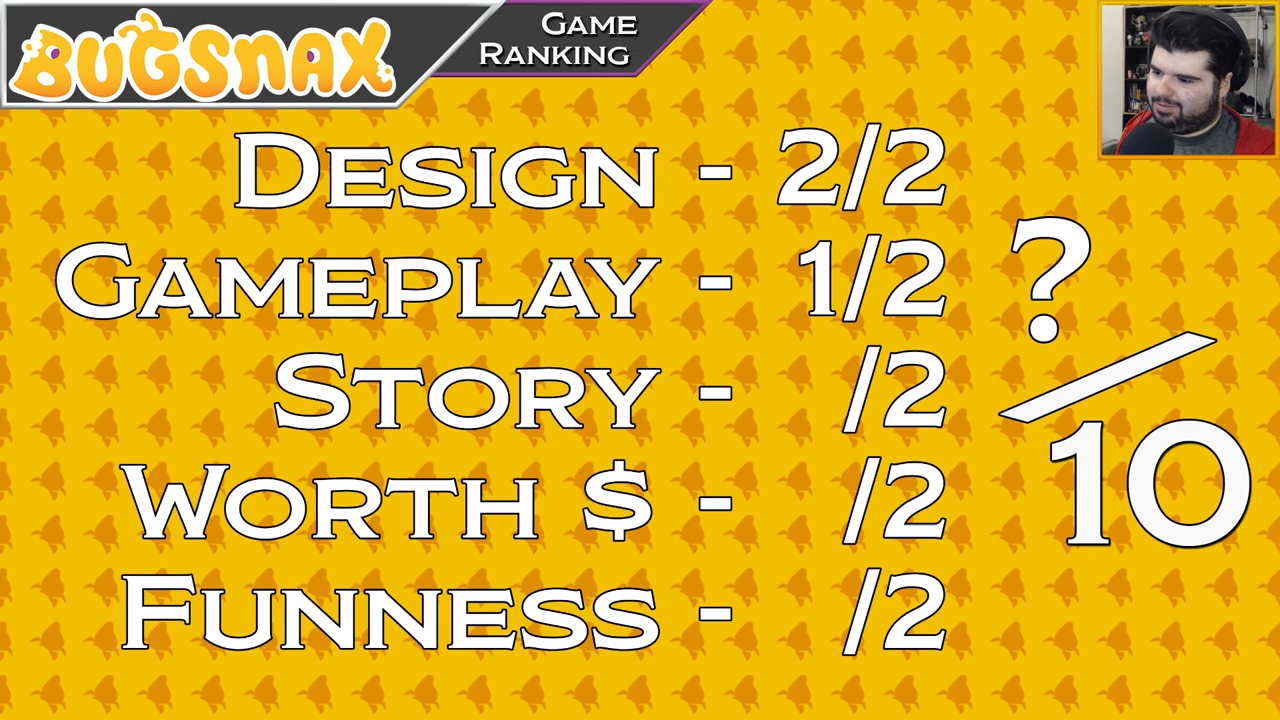 BUGSNAX
GAME
RANKING
DESIGN - 2/2
GAMEPLAY - 1/2
STORY - /2
WORTH $ - /2
FUNNESS - /2
?/10